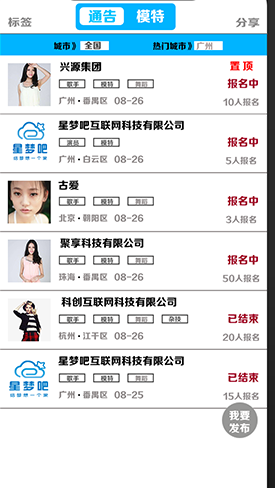 标签 通告 模特 分享
城市》 全国 热门城市》 广州
兴源集团 置 顶
歌手 模特 舞蹈 报名中
广州·番禺区 08-26 10人报名
星梦吧互联网科技有限公司
星梦吧 演员 模特 报名中
给梦想一个家 广州·白云区 08-26 5人报名
古爱
歌手 模特 舞蹈 报名中
北京·朝阳区 08-26 3人报名
聚享科技有限公司
歌手 模特 舞蹈 报名中
珠海·番禺区 08-26 50人报名
科创互联网科技有限公司
歌手 模特 舞蹈 杂技 已结束
杭州·江干区 08-26 20人报名
星梦吧互联网科技有限公司
星梦吧 歌手 模特 舞蹈 已结束
给梦想一个家 广州·番禺区 08-25 15人报名
我要
发布